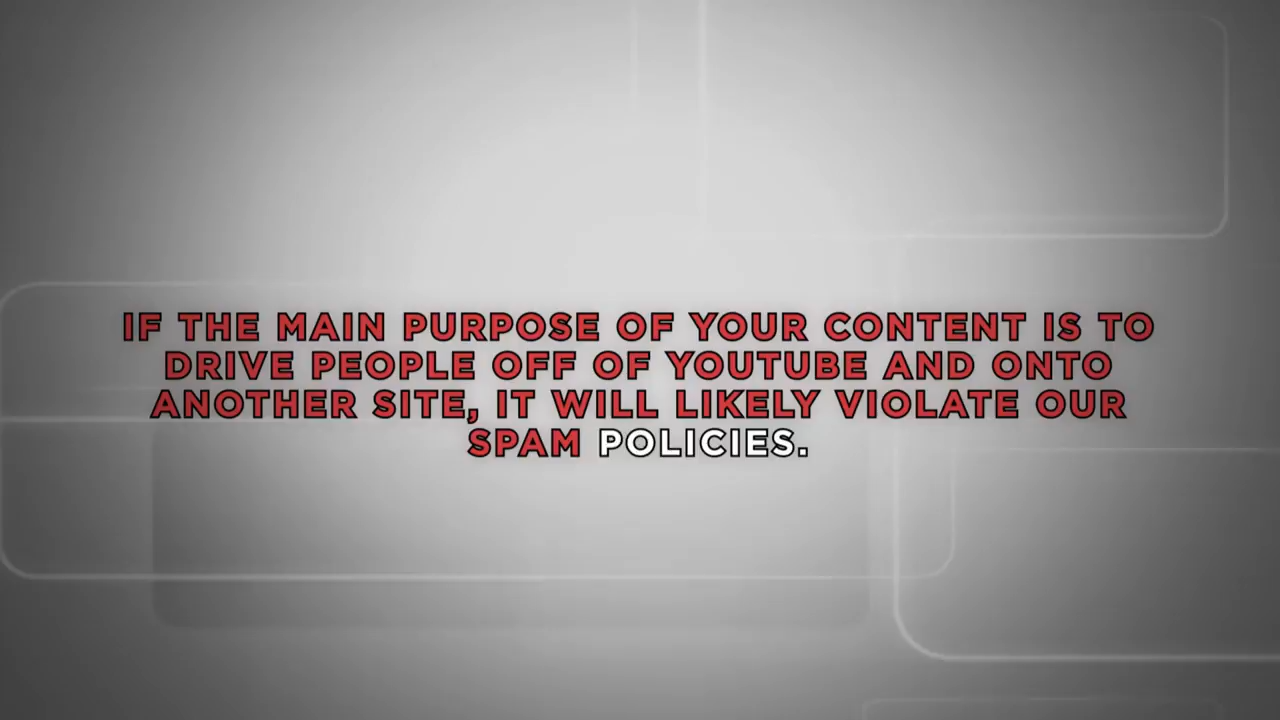 IF THE MAIN PURPOSE OF YOUR CONTENT IS TO
DRIVE PEOPLE OFF OF YOUTUBE AND ONTO
ANOTHER SITE, IT WILL LIKELY VIOLATE OUR
SPAM POLICIES.